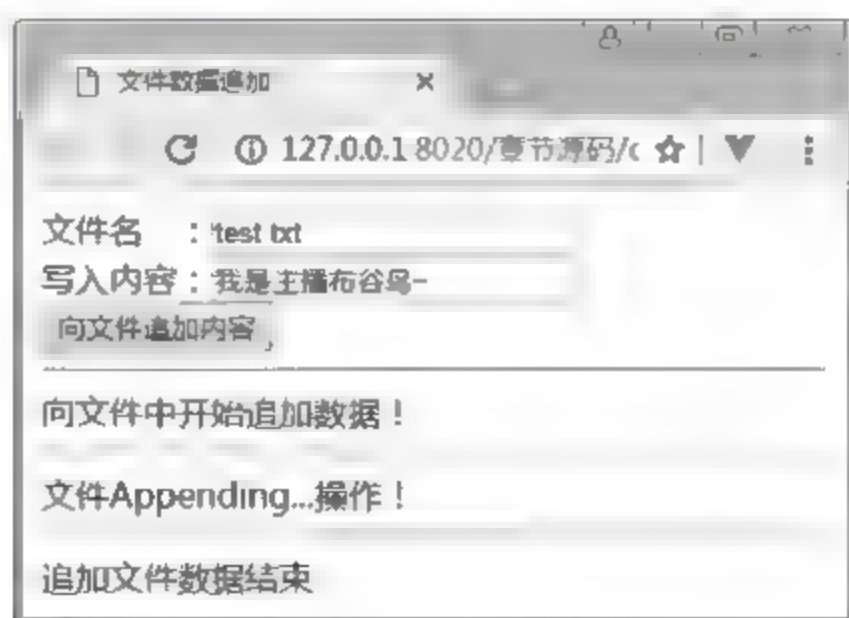 文件数据追加
127.0.0.1:8020/章节源码/c
文件名 : test.txt
写入内容 : 我是主播布谷鸟~
向文件追加内容
向文件中开始追加数据！
文件Appending...操作！
追加文件数据结束